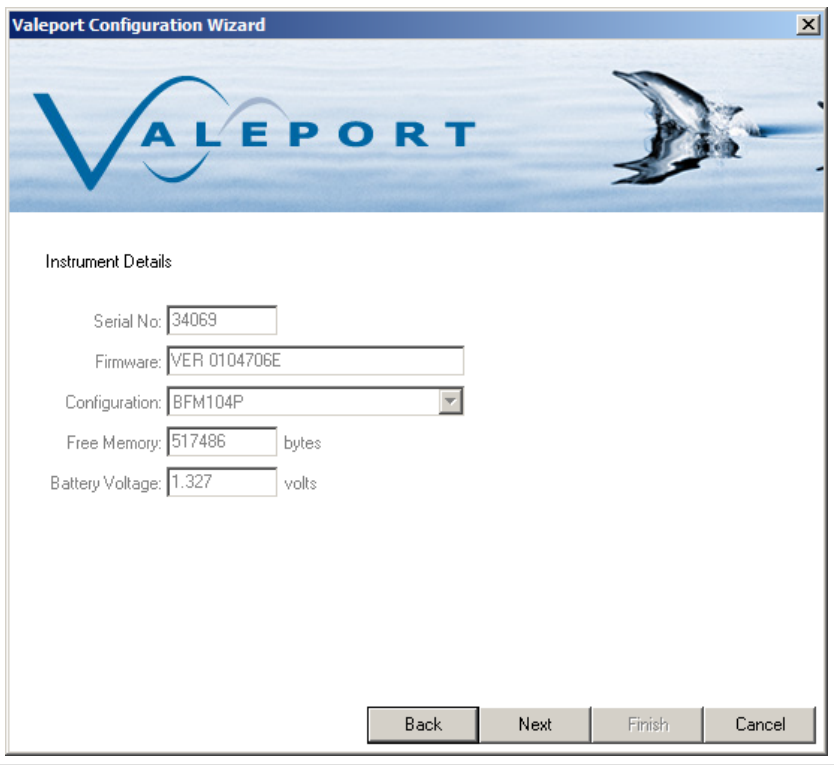 Valeport Configuration Wizard
VALEPORT
Instrument Details
Serial No: 34069
Firmware: VER 0104706E
Configuration: BFM104P
Free Memory: 517486 bytes
Battery Voltage: 1.327 volts
Back Next Finish Cancel